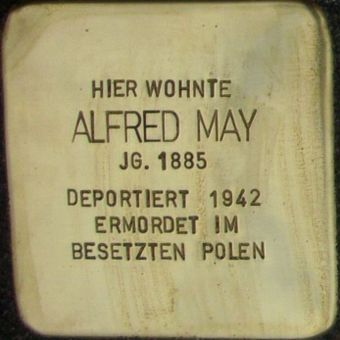 HIER WOHNTE
ALFRED MAY
JG. 1885
DEPORTIERT 1942
ERMORDET IM
BESETZTEN POLEN